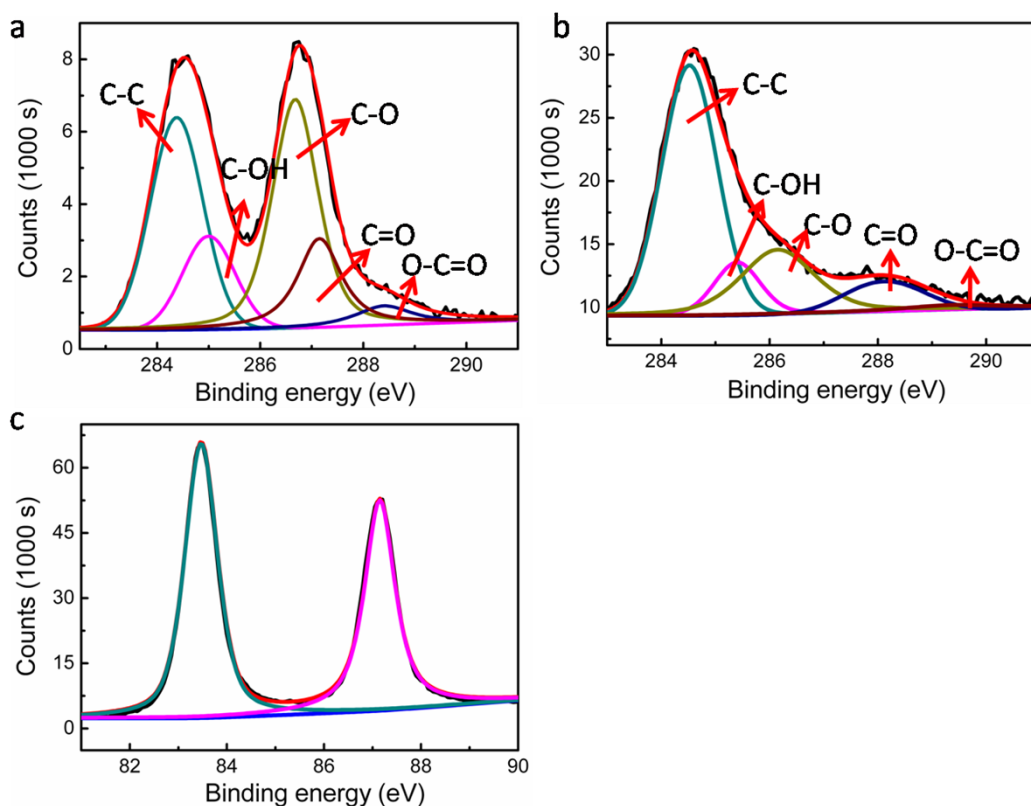 a
C-C
C-OH
C-O
C=O
O-C=O
8
6
4
2
0
Counts (1000 s)
284 286 288 290
Binding energy (eV)
b
C-C
C-OH
C-O
C=O
O-C=O
30
25
20
15
10
Counts (1000 s)
284 286 288 290
Binding energy (eV)
c
60
45
30
15
0
Counts (1000 s)
82 84 86 88 90
Binding energy (eV)